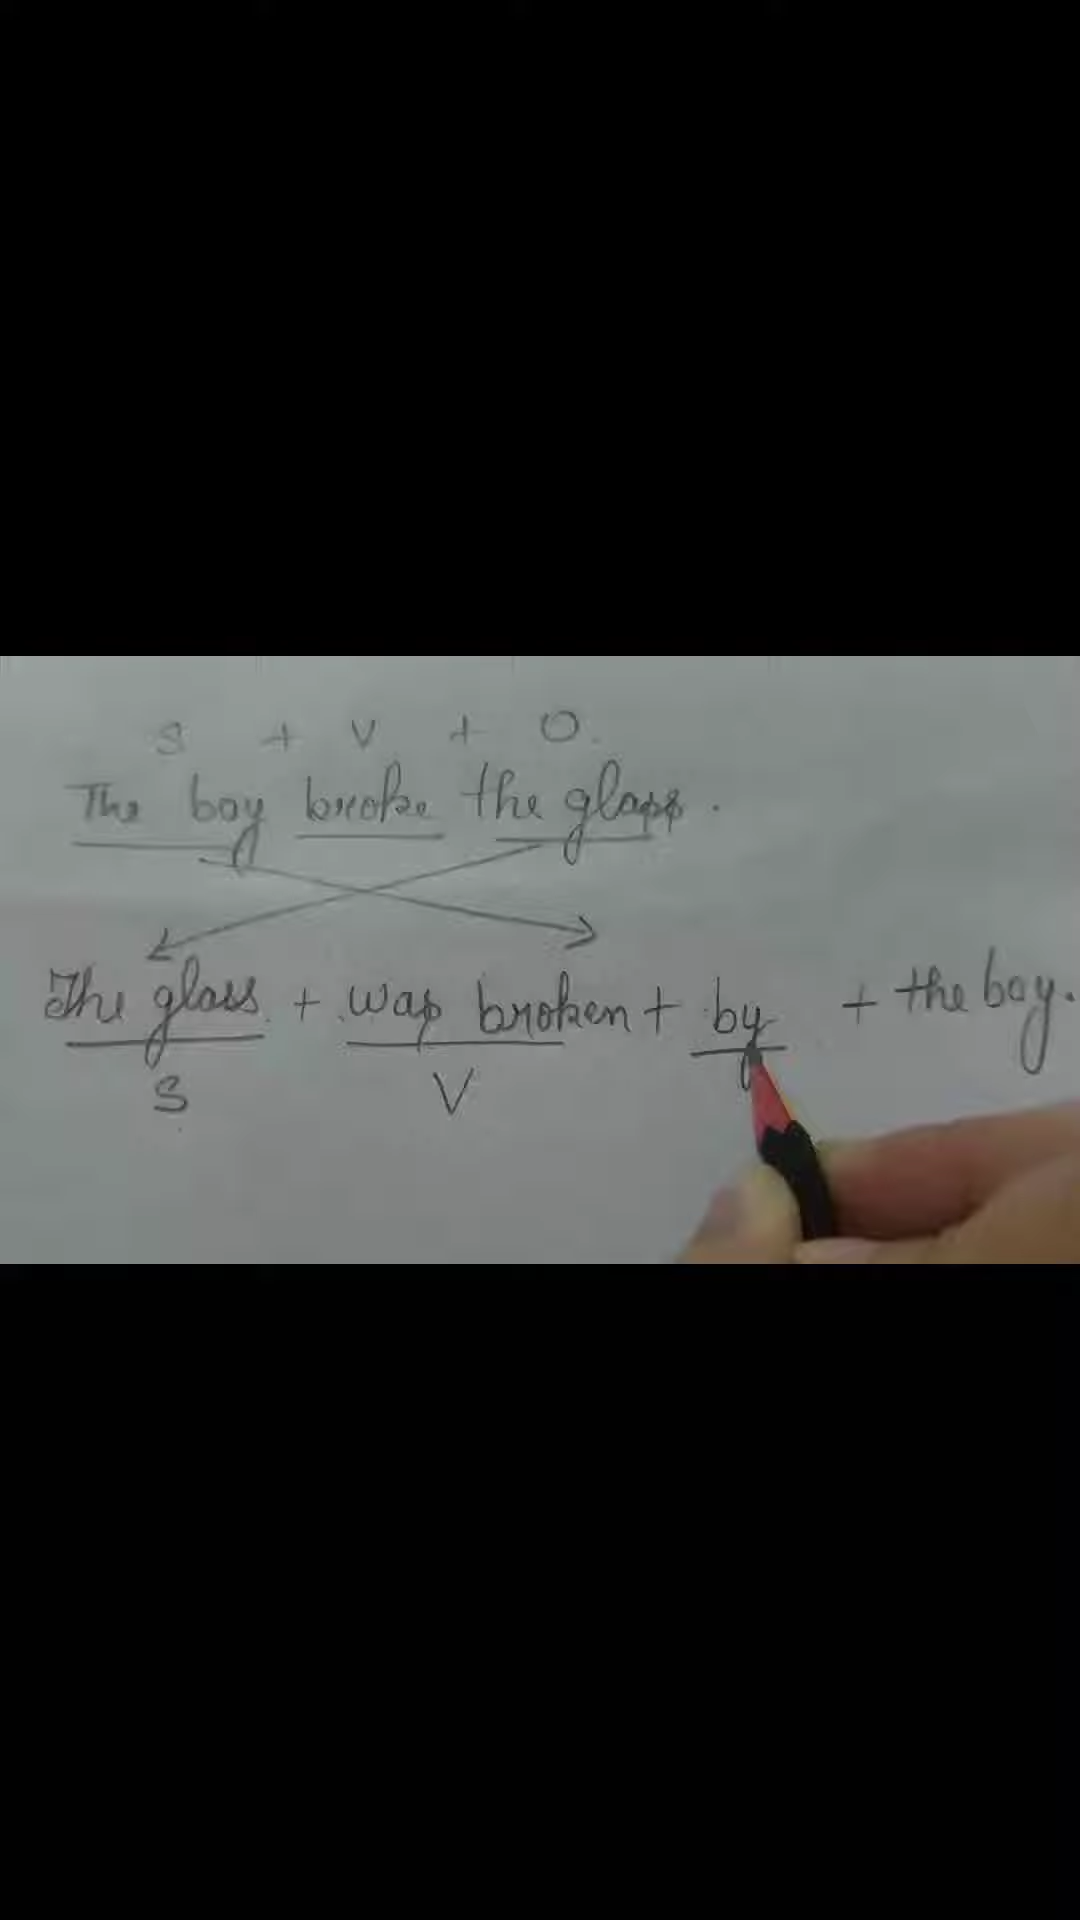 S + V + O.
The boy broke the glass.
The glass + was broken + by + the boy.
S V